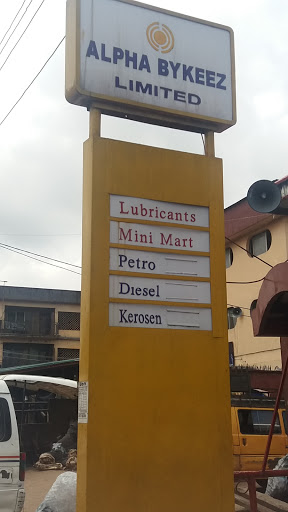 ALPHA BYKEEZ
LIMITED
Lubricants
Mini Mart
Petro
Diesel
Kerosen